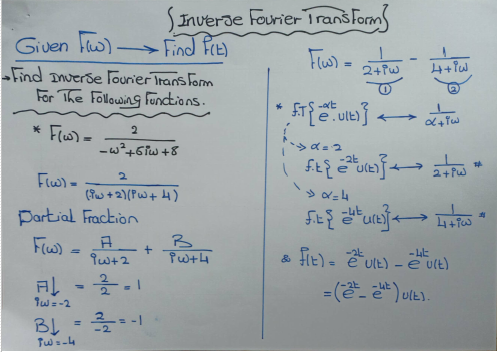 {Inverse Fourier Transform}
Given F(ω) → Find f(t)
→ Find Inverse Fourier Transform
For The Following Functions.
* F(ω) = 2 / (-ω² + 6iω + 8)
F(ω) = 2 / ((iω+2)(iω+4))
Partial Fraction
F(ω) = A / (iω+2) + B / (iω+4)
A↓ iω=-2 = 2/2 = 1
B↓ iω=-4 = 2/-2 = -1
F(ω) = 1/(2+iω) - 1/(4+iω)
① ②
* F.T{e^-αt . U(t)} ↔ 1/(α+iω)
→ α = 2
f.t{e^-2t U(t)} ↔ 1/(2+iω) *
→ α = 4
f.t{e^-4t U(t)} ↔ 1/(4+iω) *
f(t) = e^-2t U(t) - e^-4t U(t)
= (e^-2t - e^-4t) U(t).